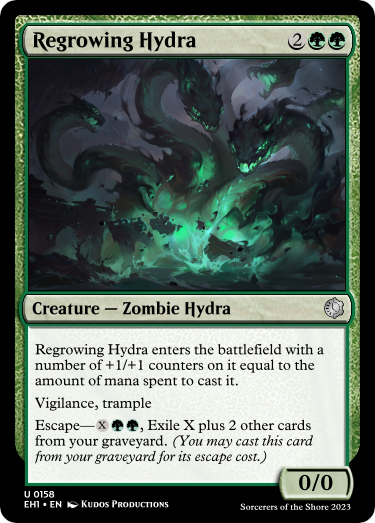 Regrowing Hydra 2
Creature — Zombie Hydra
Regrowing Hydra enters the battlefield with a
number of +1/+1 counters on it equal to the
amount of mana spent to cast it.
Vigilance, trample
Escape—X, Exile X plus 2 other cards
from your graveyard. (You may cast this card
from your graveyard for its escape cost.)
0/0
U 0158
EH1 • EN Kudos Productions
Sorcerers of the Shore 2023